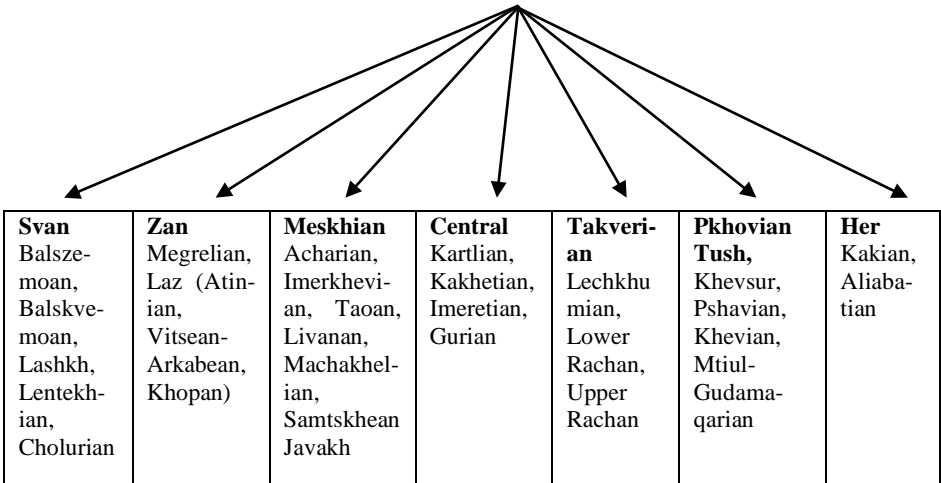 Svan
Balsze-
moan,
Balskve-
moan,
Lashkh,
Lentekh-
ian,
Cholurian
Zan
Megrelian,
Laz (Atin-
ian,
Vitsean-
Arkabean,
Khopan)
Meskhian
Acharian,
Imerkhevi-
an, Taoan,
Livanan,
Machakhel-
ian,
Samtskhean
Javakh
Central
Kartlian,
Kakhetian,
Imeretian,
Gurian
Takveri-
an
Lechkhu
mian,
Lower
Rachan,
Upper
Rachan
Pkhovian
Tush,
Khevsur,
Pshavian,
Khevian,
Mtiul-
Gudama-
qarian
Her
Kakian,
Aliaba-
tian